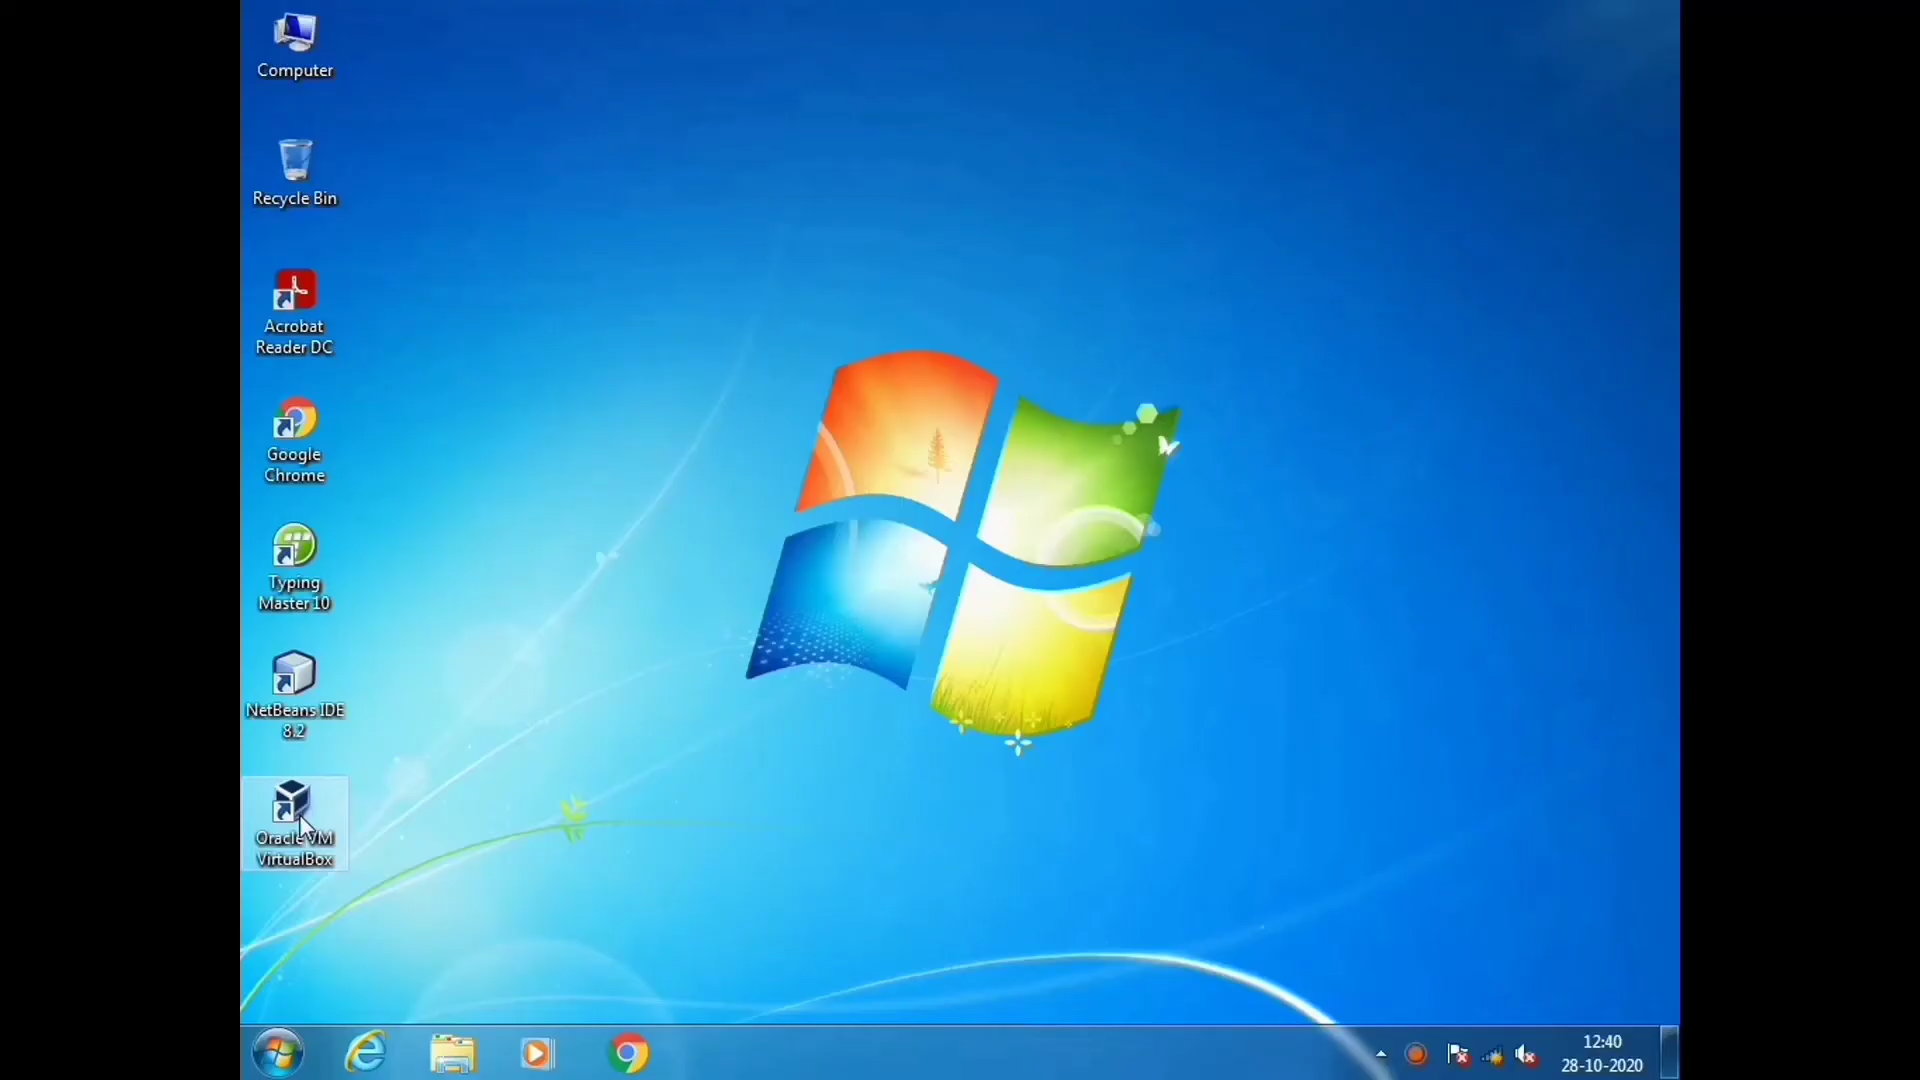 Computer
Recycle Bin
Acrobat
Reader DC
Google
Chrome
Typing
Master 10
NetBeans IDE
8.2
Oracle VM
VirtualBox
12:40
28-10-2020